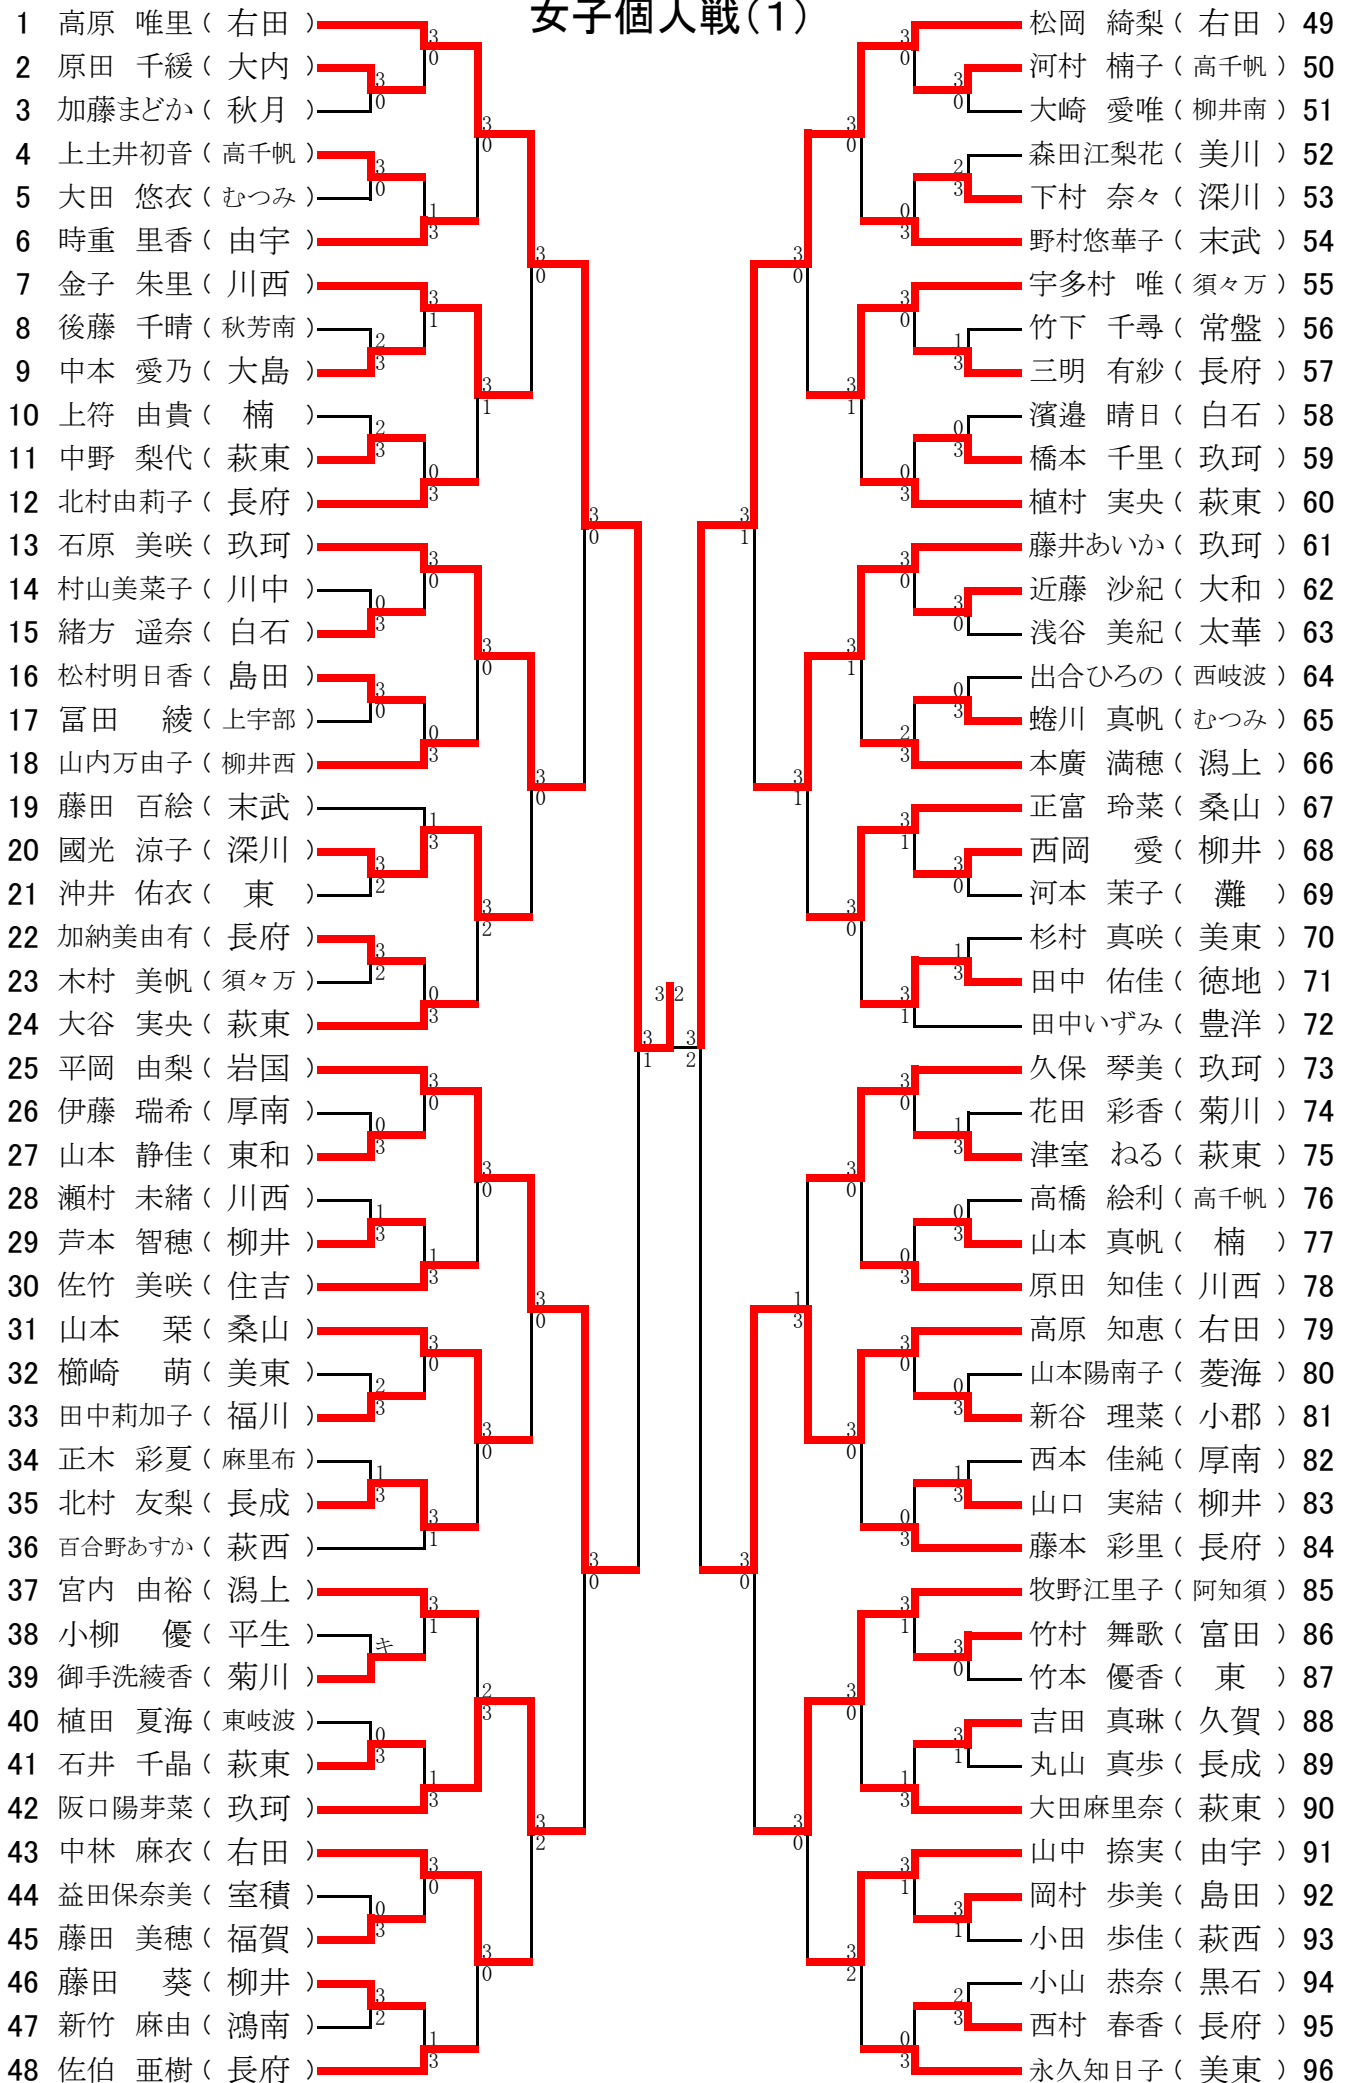 女子個人戦(1)
1 高原 唯里 ( 右田 )
2 原田 千緩 ( 大内 )
3 加藤まどか ( 秋月 )
4 上土井初音 ( 高千帆 )
5 大田 悠衣 ( むつみ )
6 時重 里香 ( 由宇 )
7 金子 朱里 ( 川西 )
8 後藤 千晴 ( 秋芳南 )
9 中本 愛乃 ( 大島 )
10 上符 由貴 ( 楠 )
11 中野 梨代 ( 萩東 )
12 北村由莉子 ( 長府 )
13 石原 美咲 ( 玖珂 )
14 村山美菜子 ( 川中 )
15 緒方 遥奈 ( 白石 )
16 松村明日香 ( 島田 )
17 冨田 綾 ( 上宇部 )
18 山内万由子 ( 柳井西 )
19 藤田 百絵 ( 末武 )
20 國光 涼子 ( 深川 )
21 沖井 佑衣 ( 東 )
22 加納美由有 ( 長府 )
23 木村 美帆 ( 須々万 )
24 大谷 実央 ( 萩東 )
25 平岡 由梨 ( 岩国 )
26 伊藤 瑞希 ( 厚南 )
27 山本 静佳 ( 東和 )
28 瀬村 未緒 ( 川西 )
29 芦本 智穂 ( 柳井 )
30 佐竹 美咲 ( 住吉 )
31 山本 栞 ( 桑山 )
32 櫛崎 萌 ( 美東 )
33 田中莉加子 ( 福川 )
34 正木 彩夏 ( 麻里布 )
35 北村 友梨 ( 長成 )
36 百合野あすか ( 萩西 )
37 宮内 由裕 ( 潟上 )
38 小柳 優 ( 平生 )
キ
39 御手洗綾香 ( 菊川 )
40 植田 夏海 ( 東岐波 )
41 石井 千晶 ( 萩東 )
42 阪口陽芽菜 ( 玖珂 )
43 中林 麻衣 ( 右田 )
44 益田保奈美 ( 室積 )
45 藤田 美穂 ( 福賀 )
46 藤田 葵 ( 柳井 )
47 新竹 麻由 ( 鴻南 )
48 佐伯 亜樹 ( 長府 )
3 2
3 3
1 2
松岡 綺梨 ( 右田 ) 49
河村 楠子 ( 高千帆 ) 50
大崎 愛唯 ( 柳井南 ) 51
森田江梨花 ( 美川 ) 52
下村 奈々 ( 深川 ) 53
野村悠華子 ( 末武 ) 54
宇多村 唯 ( 須々万 ) 55
竹下 千尋 ( 常盤 ) 56
三明 有紗 ( 長府 ) 57
濱邉 晴日 ( 白石 ) 58
橋本 千里 ( 玖珂 ) 59
植村 実央 ( 萩東 ) 60
藤井あいか ( 玖珂 ) 61
近藤 沙紀 ( 大和 ) 62
浅谷 美紀 ( 太華 ) 63
出合ひろの ( 西岐波 ) 64
蜷川 真帆 ( むつみ ) 65
本廣 満穂 ( 潟上 ) 66
正富 玲菜 ( 桑山 ) 67
西岡 愛 ( 柳井 ) 68
河本 茉子 ( 灘 ) 69
杉村 真咲 ( 美東 ) 70
田中 佑佳 ( 徳地 ) 71
田中いずみ ( 豊洋 ) 72
久保 琴美 ( 玖珂 ) 73
花田 彩香 ( 菊川 ) 74
津室 ねる ( 萩東 ) 75
高橋 絵利 ( 高千帆 ) 76
山本 真帆 ( 楠 ) 77
原田 知佳 ( 川西 ) 78
高原 知恵 ( 右田 ) 79
山本陽南子 ( 菱海 ) 80
新谷 理菜 ( 小郡 ) 81
西本 佳純 ( 厚南 ) 82
山口 実結 ( 柳井 ) 83
藤本 彩里 ( 長府 ) 84
牧野江里子 ( 阿知須 ) 85
竹村 舞歌 ( 富田 ) 86
竹本 優香 ( 東 ) 87
吉田 真琳 ( 久賀 ) 88
丸山 真歩 ( 長成 ) 89
大田麻里奈 ( 萩東 ) 90
山中 捺実 ( 由宇 ) 91
岡村 歩美 ( 島田 ) 92
小田 歩佳 ( 萩西 ) 93
小山 恭奈 ( 黒石 ) 94
西村 春香 ( 長府 ) 95
永久知日子 ( 美東 ) 96